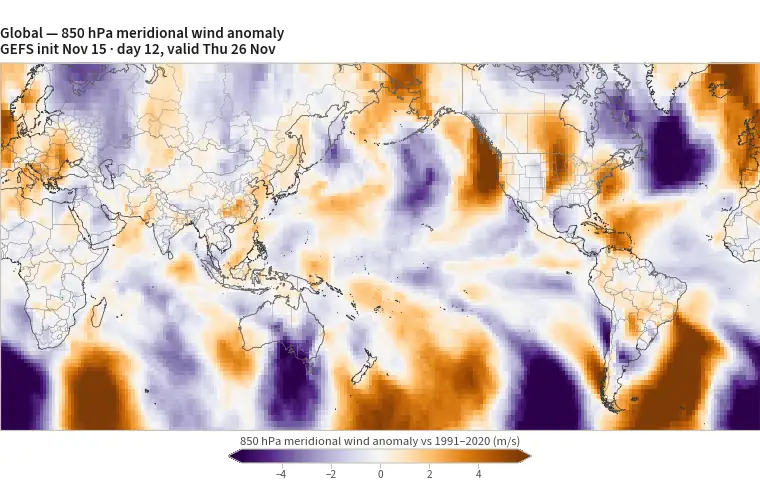 Global — 850 hPa meridional wind anomaly
GEFS init Nov 15 · day 12, valid Thu 26 Nov
850 hPa meridional wind anomaly vs 1991–2020 (m/s)
−4 −2 0 2 4